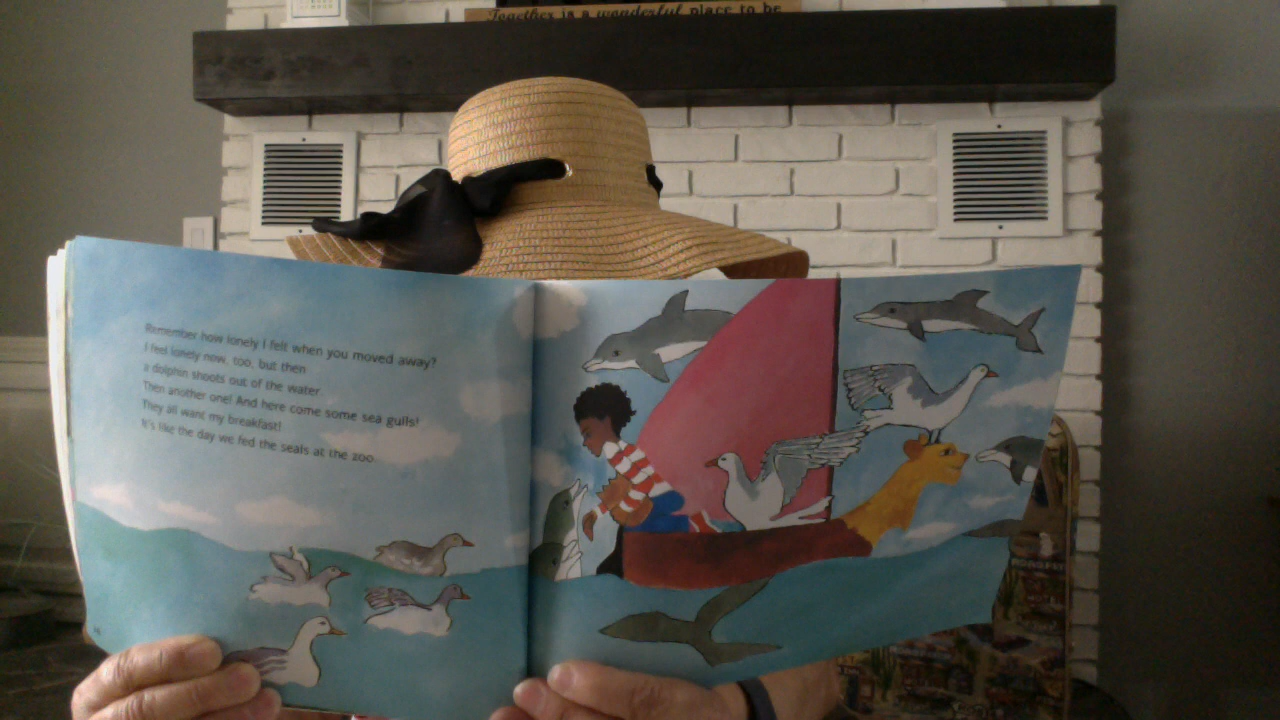 Together is a wonderful place to be
Remember how lonely I felt when you moved away?
I feel lonely now, too, but then
a dolphin shoots out of the water.
Then another one! And here come some sea gulls!
They all want my breakfast!
It's like the day we fed the seals at the zoo.